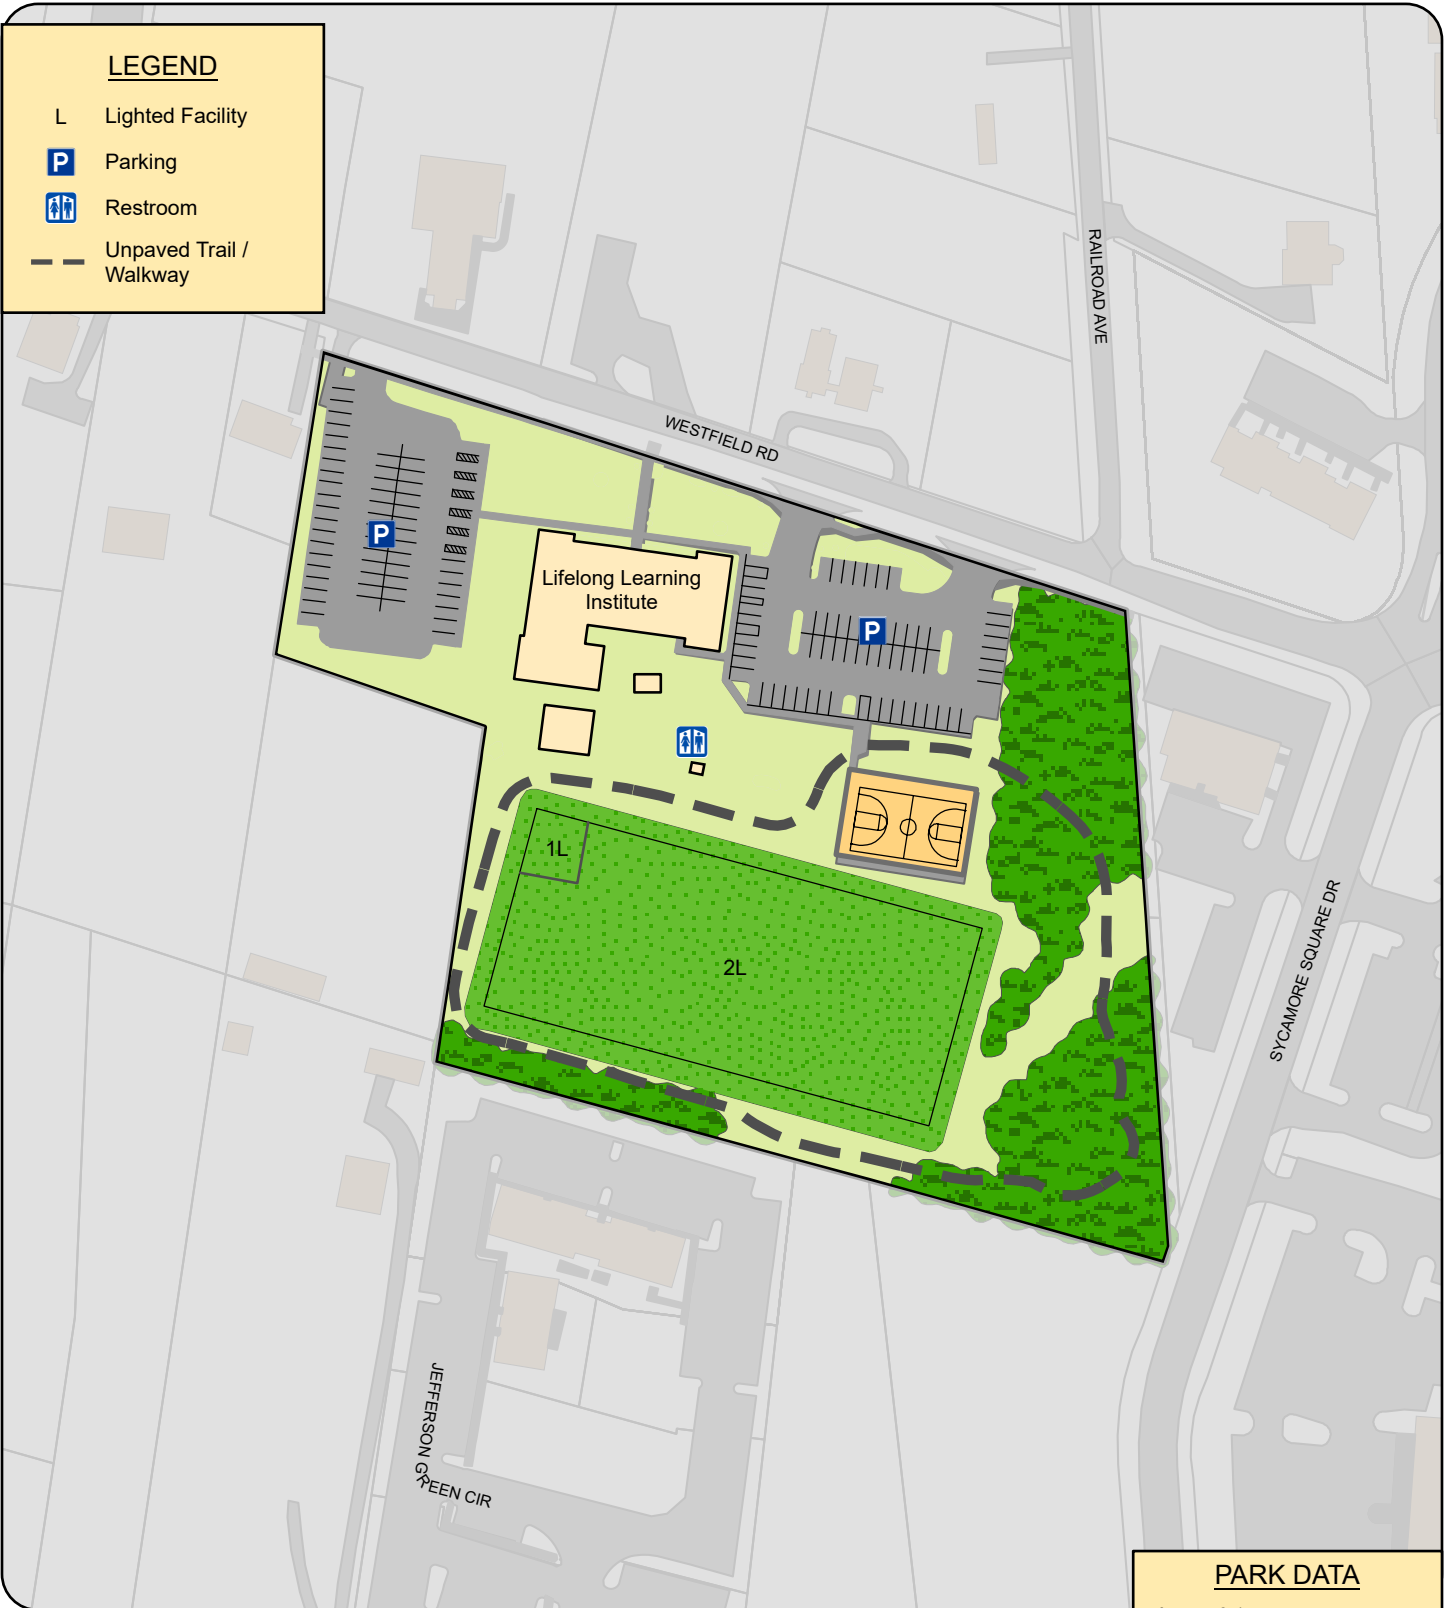 LEGEND
L Lighted Facility
P Parking
Restroom
Unpaved Trail /
Walkway
RAILROAD AVE
WESTFIELD RD
P
Lifelong Learning
Institute
P
1L
2L
SYCAMORE SQUARE DR
JEFFERSON GREEN CIR
PARK DATA